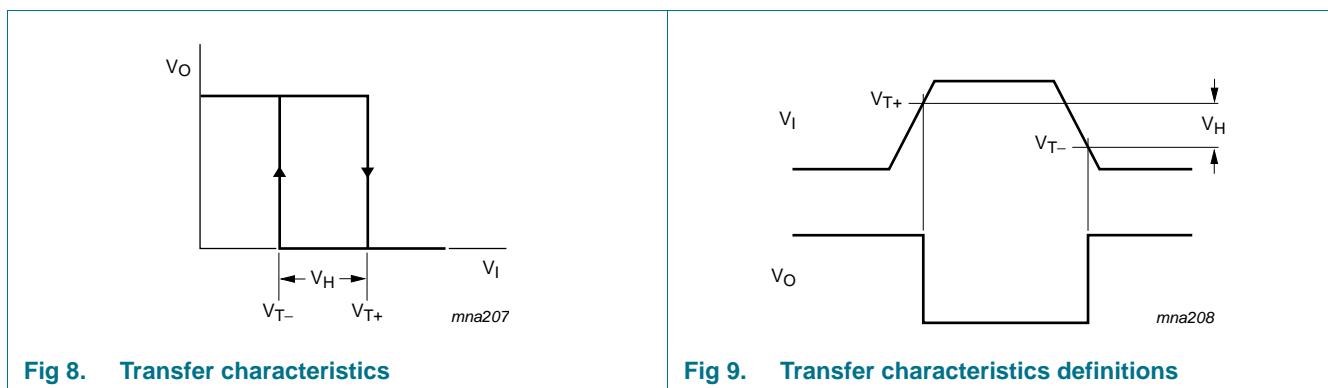 VO
VH
VI
VT−
VT+
mna207
Fig 8. Transfer characteristics
VT+
VI
VH
VT−
VO
mna208
Fig 9. Transfer characteristics definitions